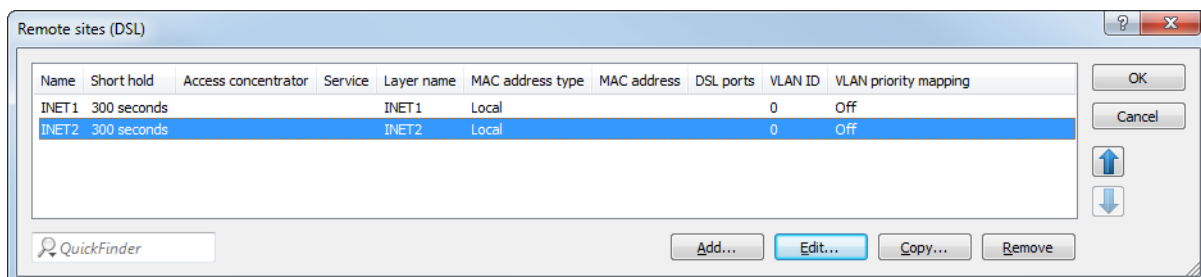 Remote sites (DSL)
?
Name Short hold Access concentrator Service Layer name MAC address type MAC address DSL ports VLAN ID VLAN priority mapping
INET1 300 seconds INET1 Local 0 Off
INET2 300 seconds INET2 Local 0 Off
OK
Cancel
QuickFinder
Add... Edit... Copy... Remove